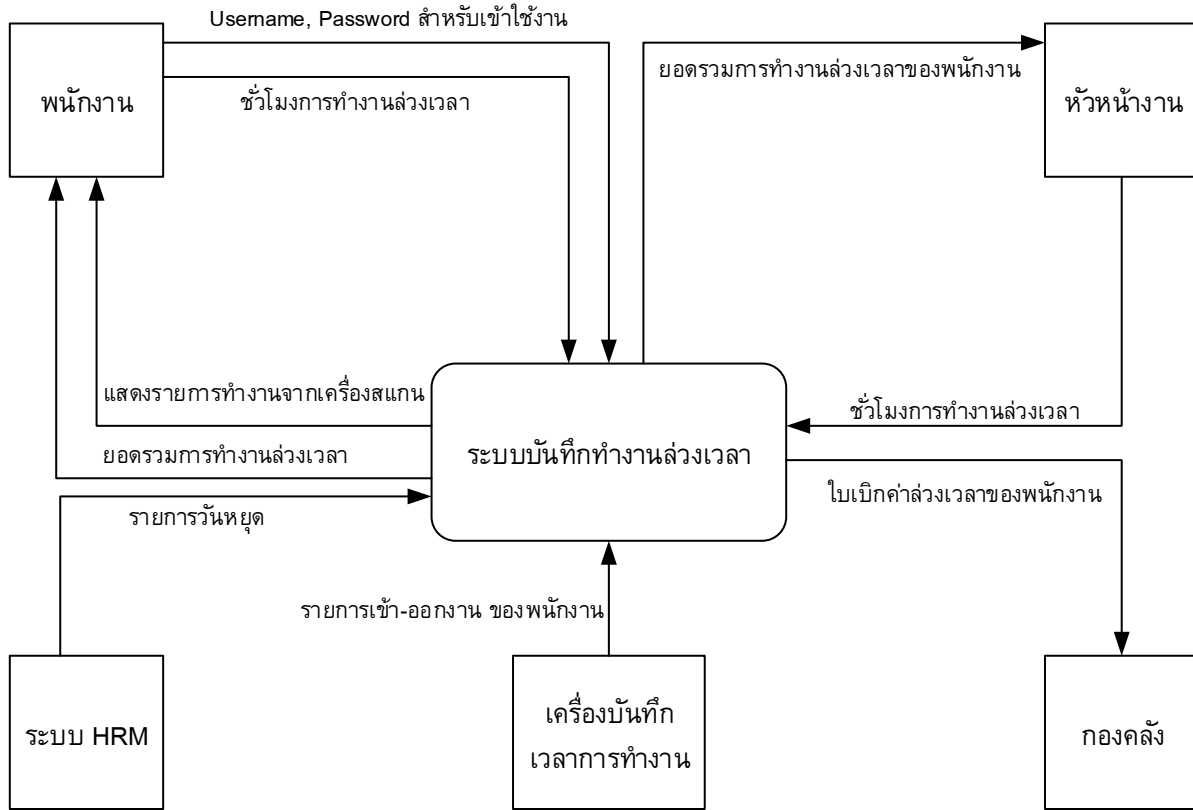 Username, Password สำหรับเข้าใช้งาน
ยอดรวมการทำงานล่วงเวลาของพนักงาน
พนักงาน
ชั่วโมงการทำงานล่วงเวลา
หัวหน้างาน
แสดงรายการทำงานจากเครื่องสแกน
ชั่วโมงการทำงานล่วงเวลา
ยอดรวมการทำงานล่วงเวลา
ระบบบันทึกทำงานล่วงเวลา
ใบเบิกค่าล่วงเวลาของพนักงาน
รายการวันหยุด
รายการเข้า-ออกงาน ของพนักงาน
ระบบ HRM
เครื่องบันทึก
เวลาการทำงาน
กองคลัง